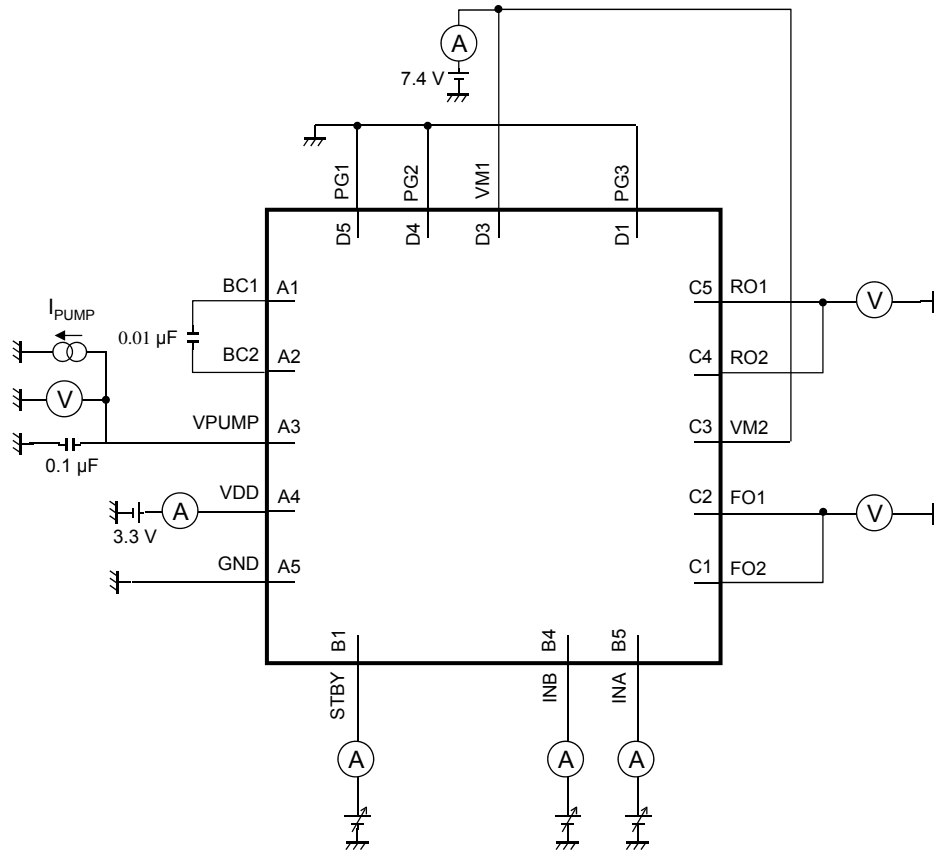 A
7.4 V
PG1
PG2
VM1
PG3
D5
D4
D3
D1
BC1
A1
C5
RO1
V
I_PUMP
0.01 µF
BC2
A2
C4
RO2
V
VPUMP
A3
C3
VM2
0.1 µF
VDD
A4
C2
FO1
V
A
3.3 V
GND
A5
C1
FO2
B1
B4
B5
STBY
INB
INA
A
A
A